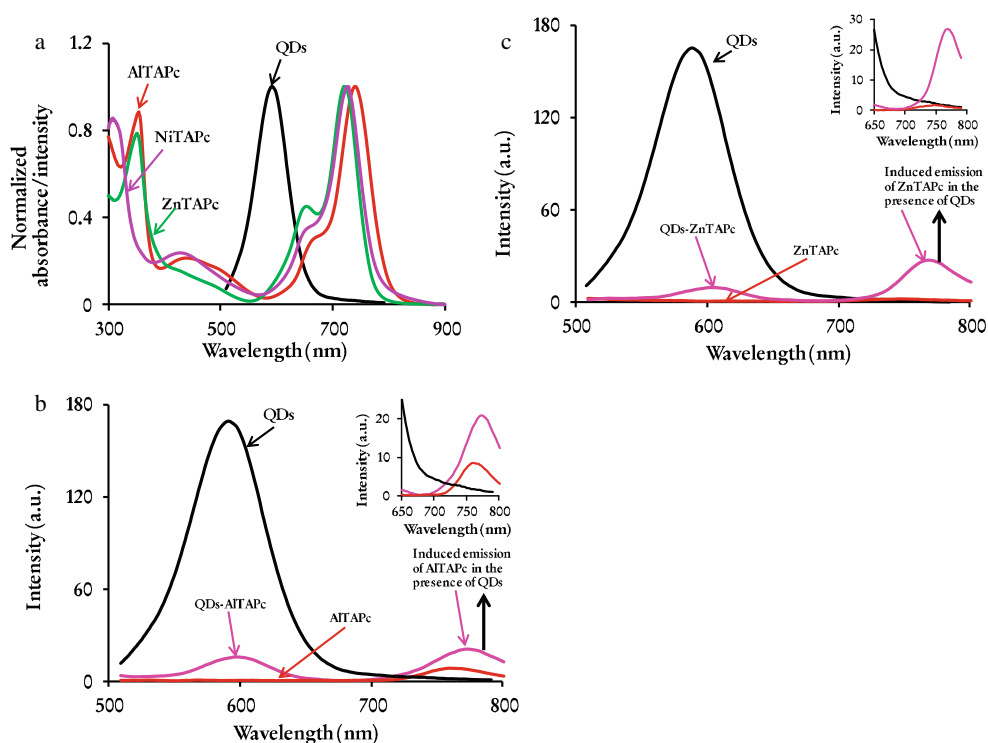 a
1.2
0.8
0.4
0
300
500
700
900
Normalized
absorbance/intensity
Wavelength (nm)
AlTAPc
NiTAPc
ZnTAPc
QDs
c
180
120
60
0
500
600
700
800
Intensity (a.u.)
Wavelength (nm)
QDs
QDs-ZnTAPc
ZnTAPc
Induced emission
of ZnTAPc in the
presence of QDs
30
20
10
0
650
700
750
800
Intensity (a.u.)
Wavelength (nm)
b
180
120
60
0
500
600
700
800
Intensity (a.u.)
Wavelength (nm)
QDs
QDs-AlTAPc
AlTAPc
Induced emission
of AlTAPc in the
presence of QDs
20
10
0
650
700
750
800
Intensity (a.u.)
Wavelength (nm)